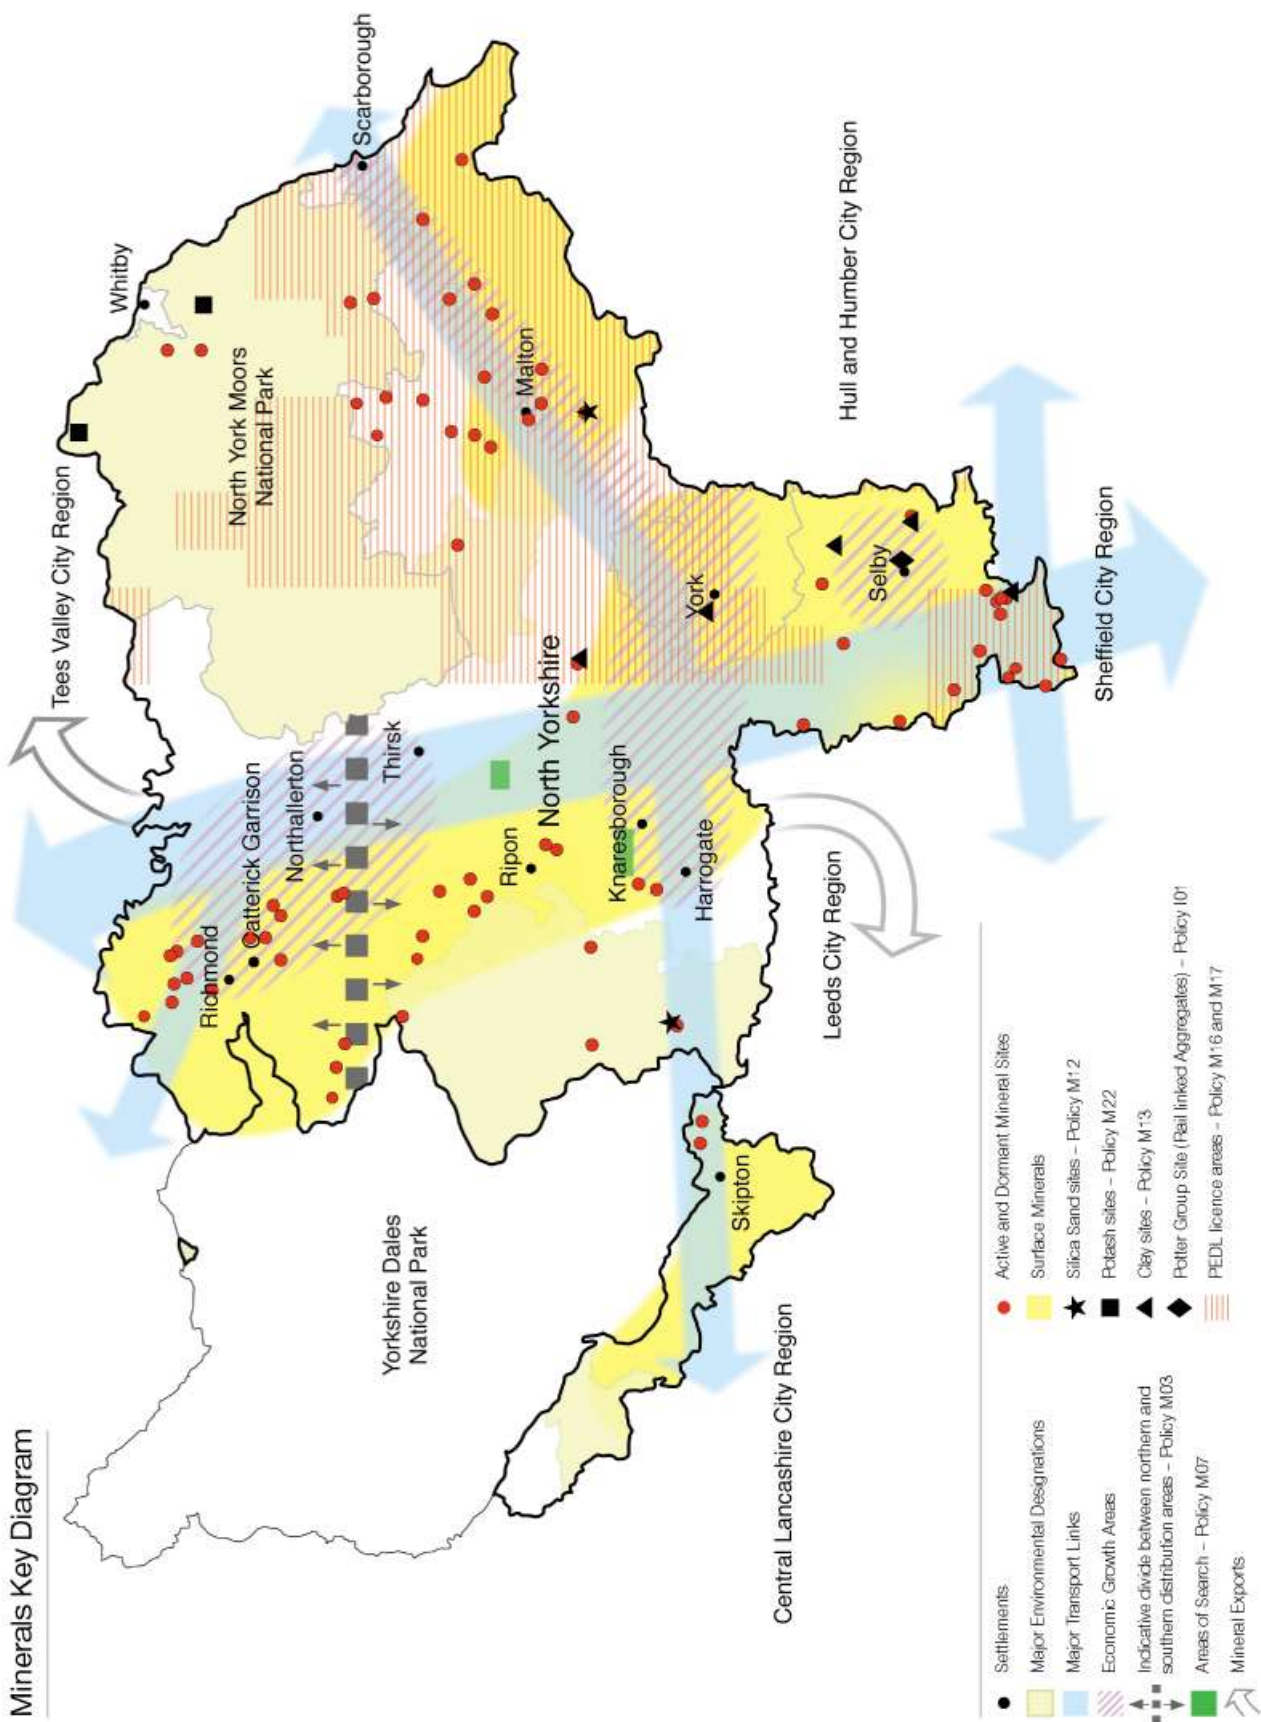 Minerals Key Diagram
Tees Valley City Region
Whitby
Scarborough
North York Moors
National Park
Richmond
Catterick Garrison
Northallerton
Thirsk
Malton
Yorkshire Dales
National Park
Ripon
North Yorkshire
Knaresborough
Harrogate
York
Skipton
Selby
Hull and Humber City Region
Leeds City Region
Central Lancashire City Region
Sheffield City Region
Settlements
Major Environmental Designations
Major Transport Links
Economic Growth Areas
Indicative divide between northern and
southern distribution areas – Policy M03
Areas of Search – Policy M07
Mineral Exports
Active and Dormant Mineral Sites
Surface Minerals
Silica Sand sites – Policy M12
Potash sites – Policy M22
Clay sites – Policy M13
Potter Group Site (Rail linked Aggregates) – Policy I01
PEDL licence areas – Policy M16 and M17